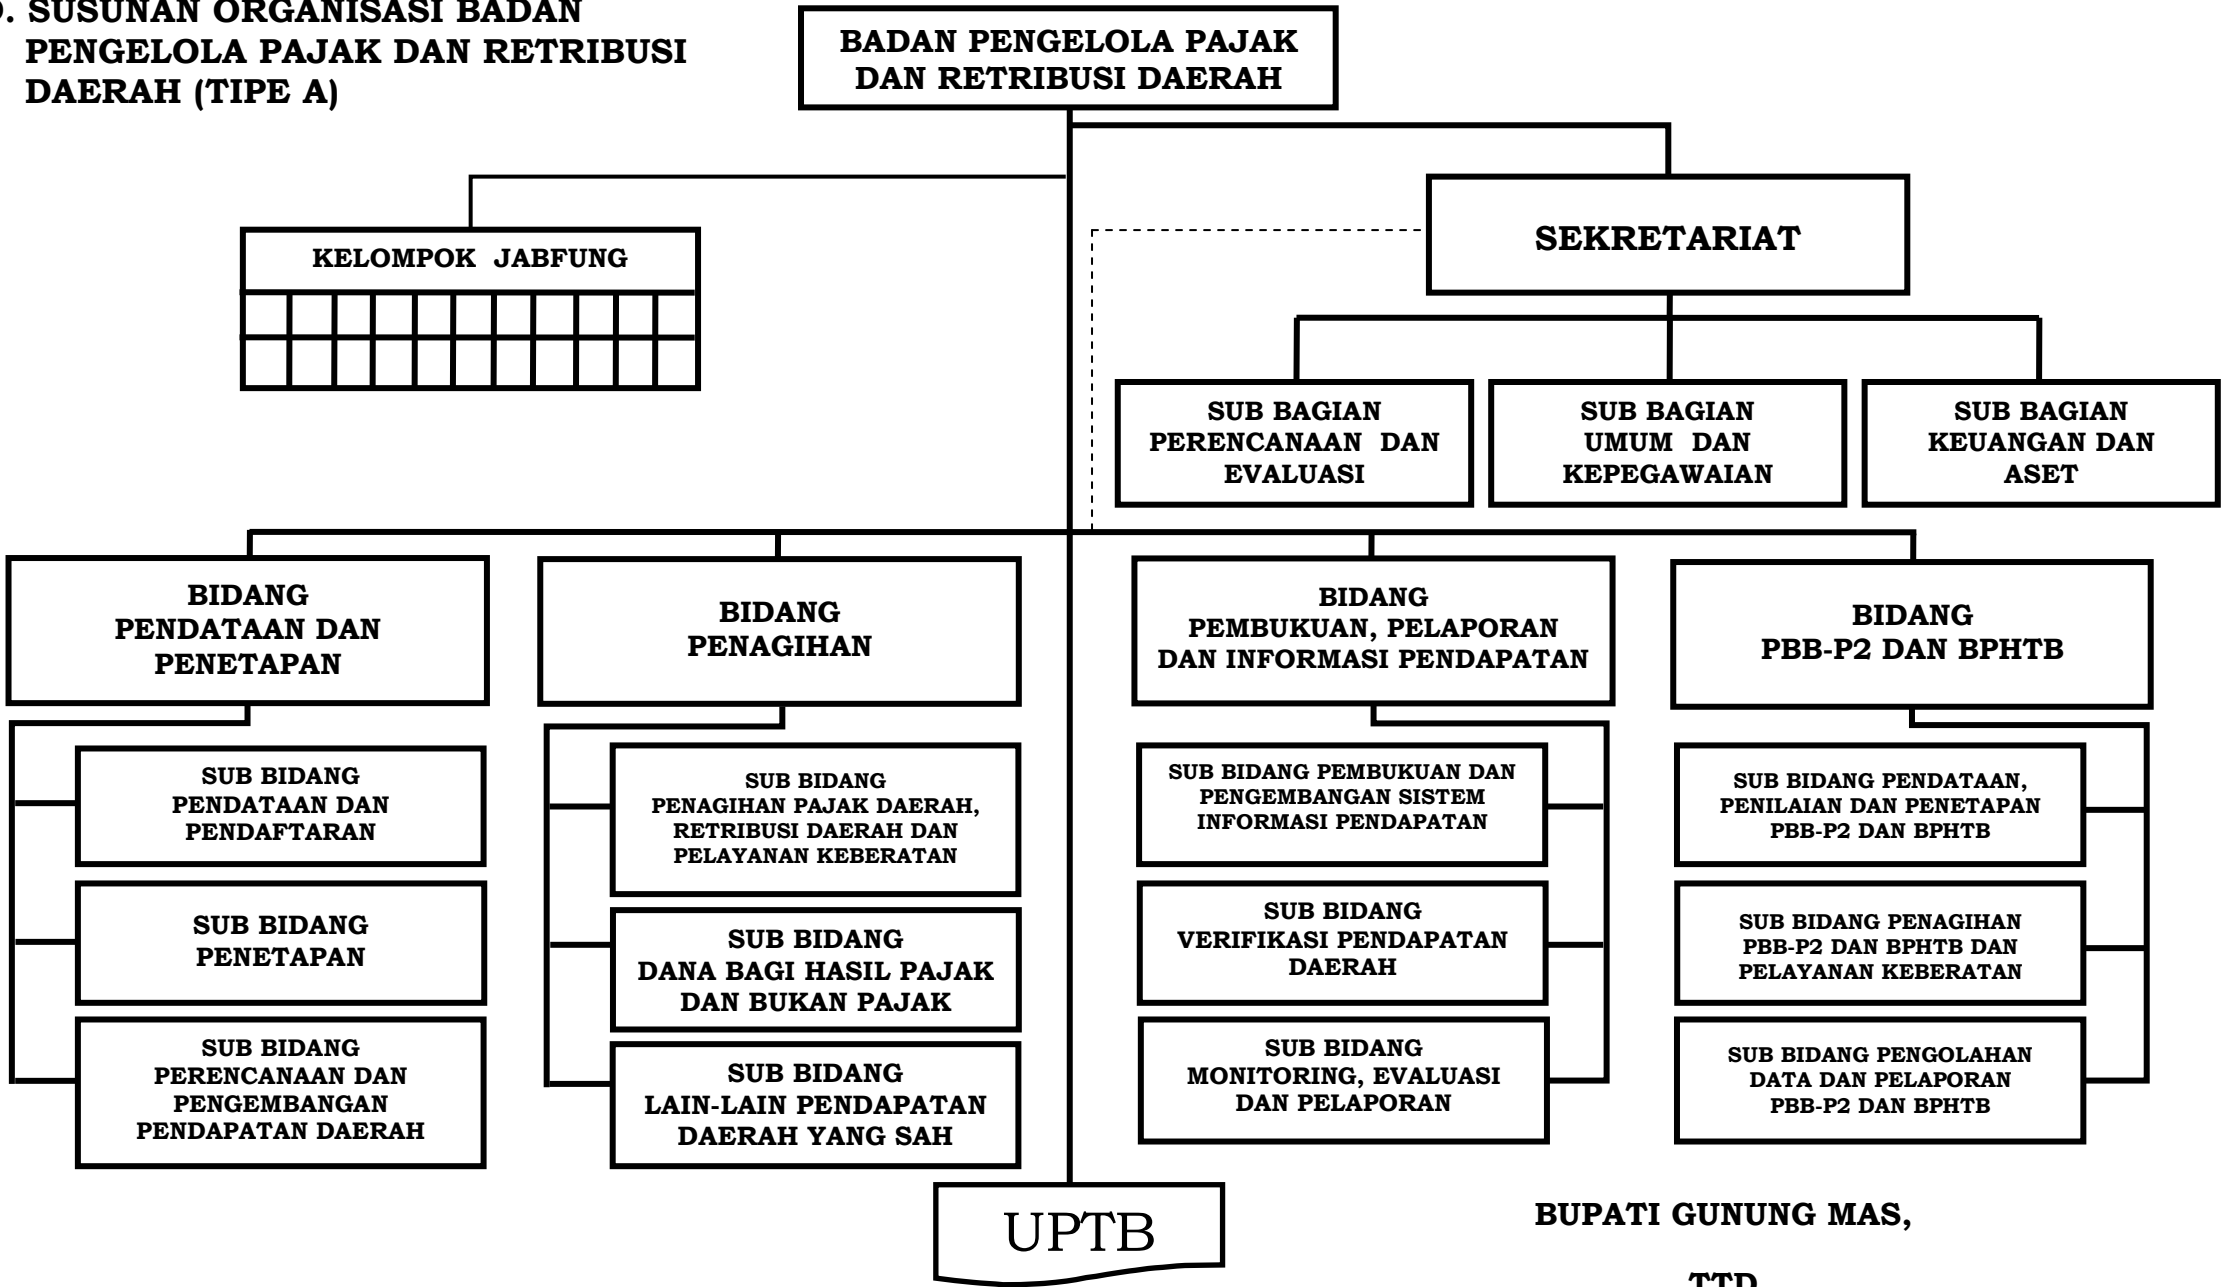 . SUSUNAN ORGANISASI BADAN
PENGELOLA PAJAK DAN RETRIBUSI
DAERAH (TIPE A)
BADAN PENGELOLA PAJAK
DAN RETRIBUSI DAERAH
SEKRETARIAT
KELOMPOK JABFUNG
SUB BAGIAN
PERENCANAAN DAN
EVALUASI
SUB BAGIAN
UMUM DAN
KEPEGAWAIAN
SUB BAGIAN
KEUANGAN DAN
ASET
BIDANG
PENDATAAN DAN
PENETAPAN
BIDANG
PENAGIHAN
BIDANG
PEMBUKUAN, PELAPORAN
DAN INFORMASI PENDAPATAN
BIDANG
PBB-P2 DAN BPHTB
SUB BIDANG
PENDATAAN DAN
PENDAFTARAN
SUB BIDANG
PENETAPAN
SUB BIDANG
PERENCANAAN DAN
PENGEMBANGAN
PENDAPATAN DAERAH
SUB BIDANG
PENAGIHAN PAJAK DAERAH,
RETRIBUSI DAERAH DAN
PELAYANAN KEBERATAN
SUB BIDANG
DANA BAGI HASIL PAJAK
DAN BUKAN PAJAK
SUB BIDANG
LAIN-LAIN PENDAPATAN
DAERAH YANG SAH
SUB BIDANG PEMBUKUAN DAN
PENGEMBANGAN SISTEM
INFORMASI PENDAPATAN
SUB BIDANG
VERIFIKASI PENDAPATAN
DAERAH
SUB BIDANG
MONITORING, EVALUASI
DAN PELAPORAN
SUB BIDANG PENDATAAN,
PENILAIAN DAN PENETAPAN
PBB-P2 DAN BPHTB
SUB BIDANG PENAGIHAN
PBB-P2 DAN BPHTB DAN
PELAYANAN KEBERATAN
SUB BIDANG PENGOLAHAN
DATA DAN PELAPORAN
PBB-P2 DAN BPHTB
UPTB
BUPATI GUNUNG MAS,
TTD